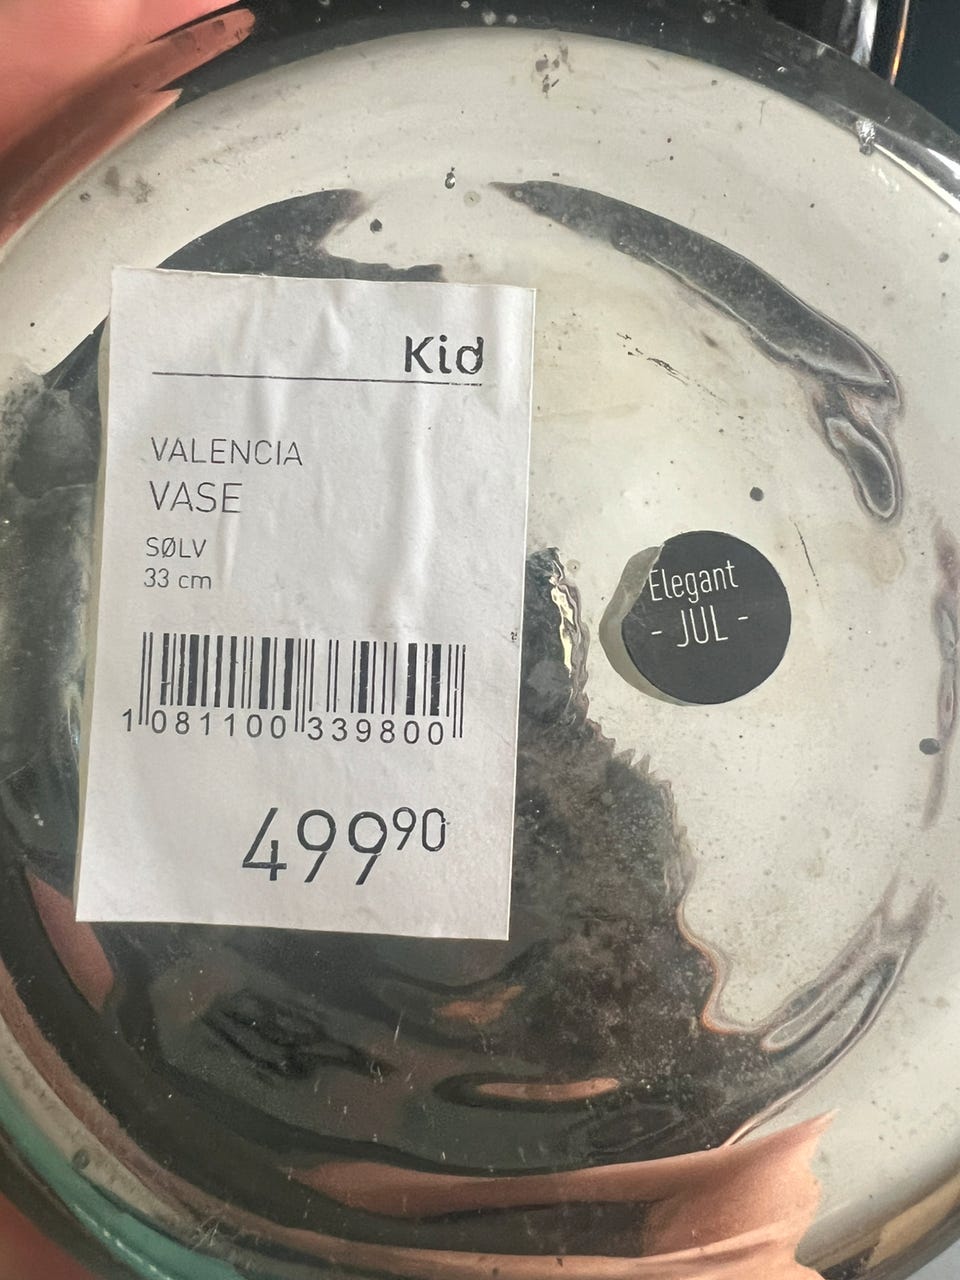 Kid
VALENCIA
VASE
SØLV
33 cm
1 081100 339800
49990
Elegant
- JUL -